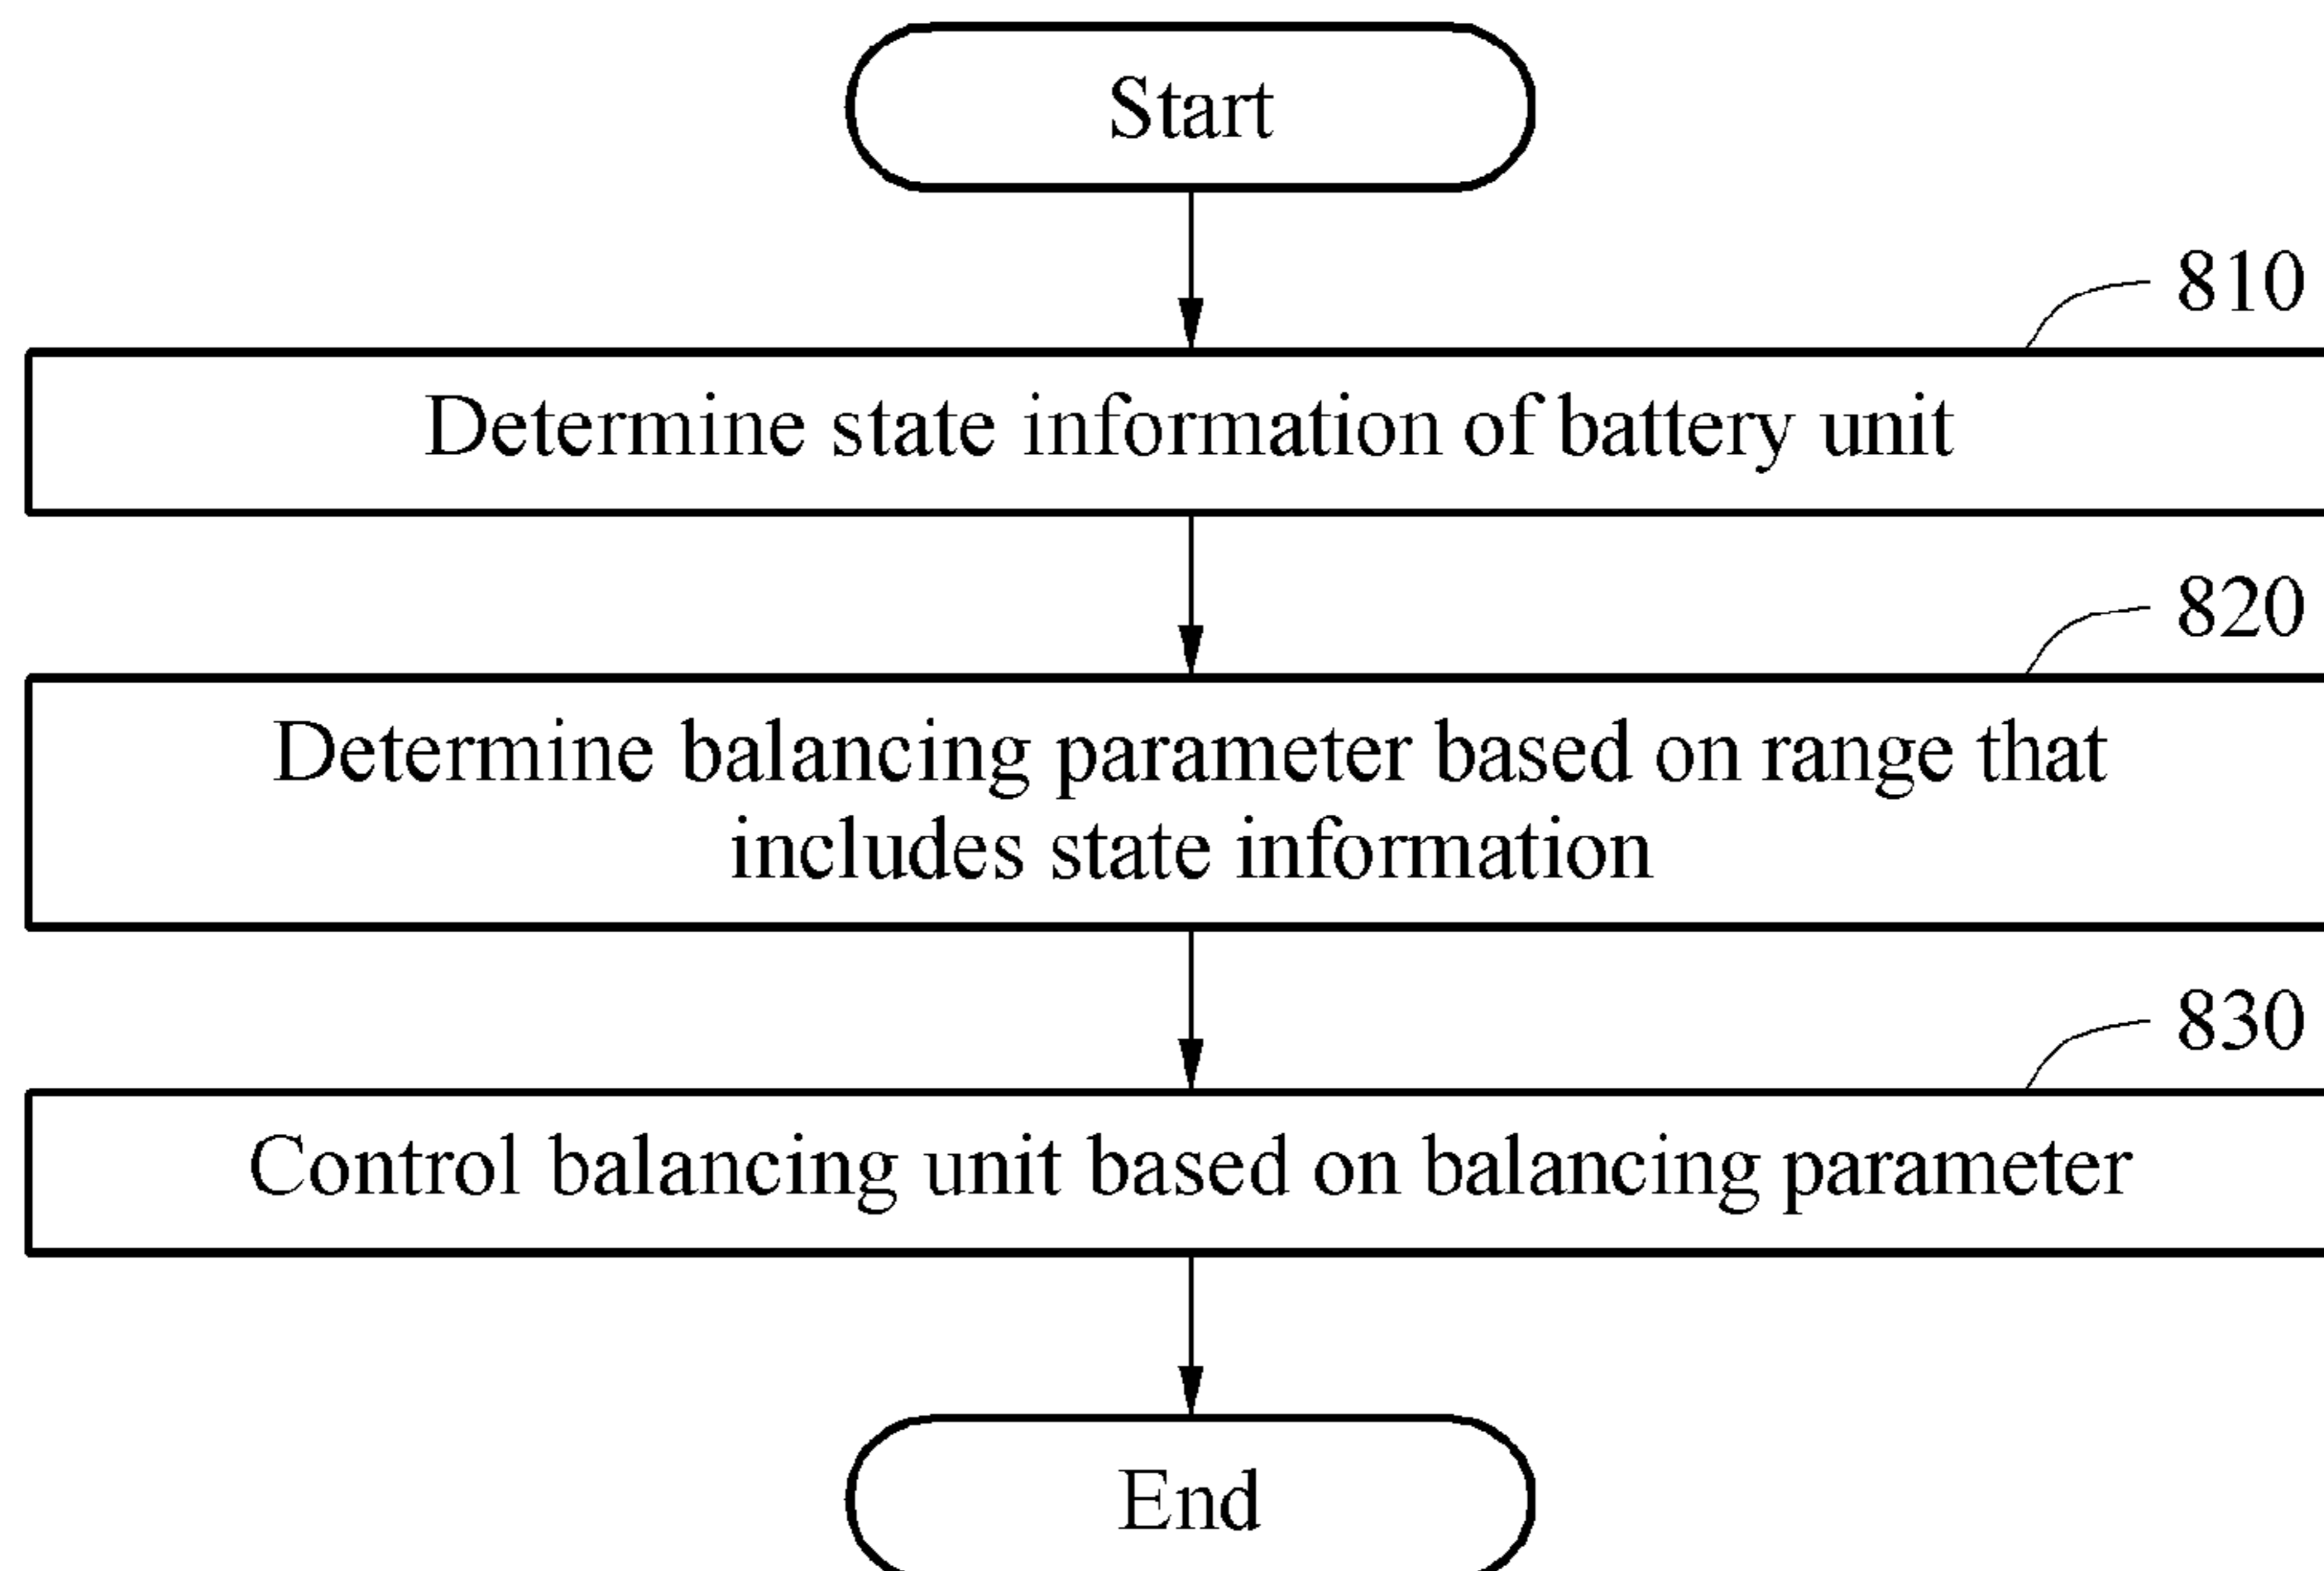 Start
810
Determine state information of battery unit
820
Determine balancing parameter based on range that
includes state information
830
Control balancing unit based on balancing parameter
End